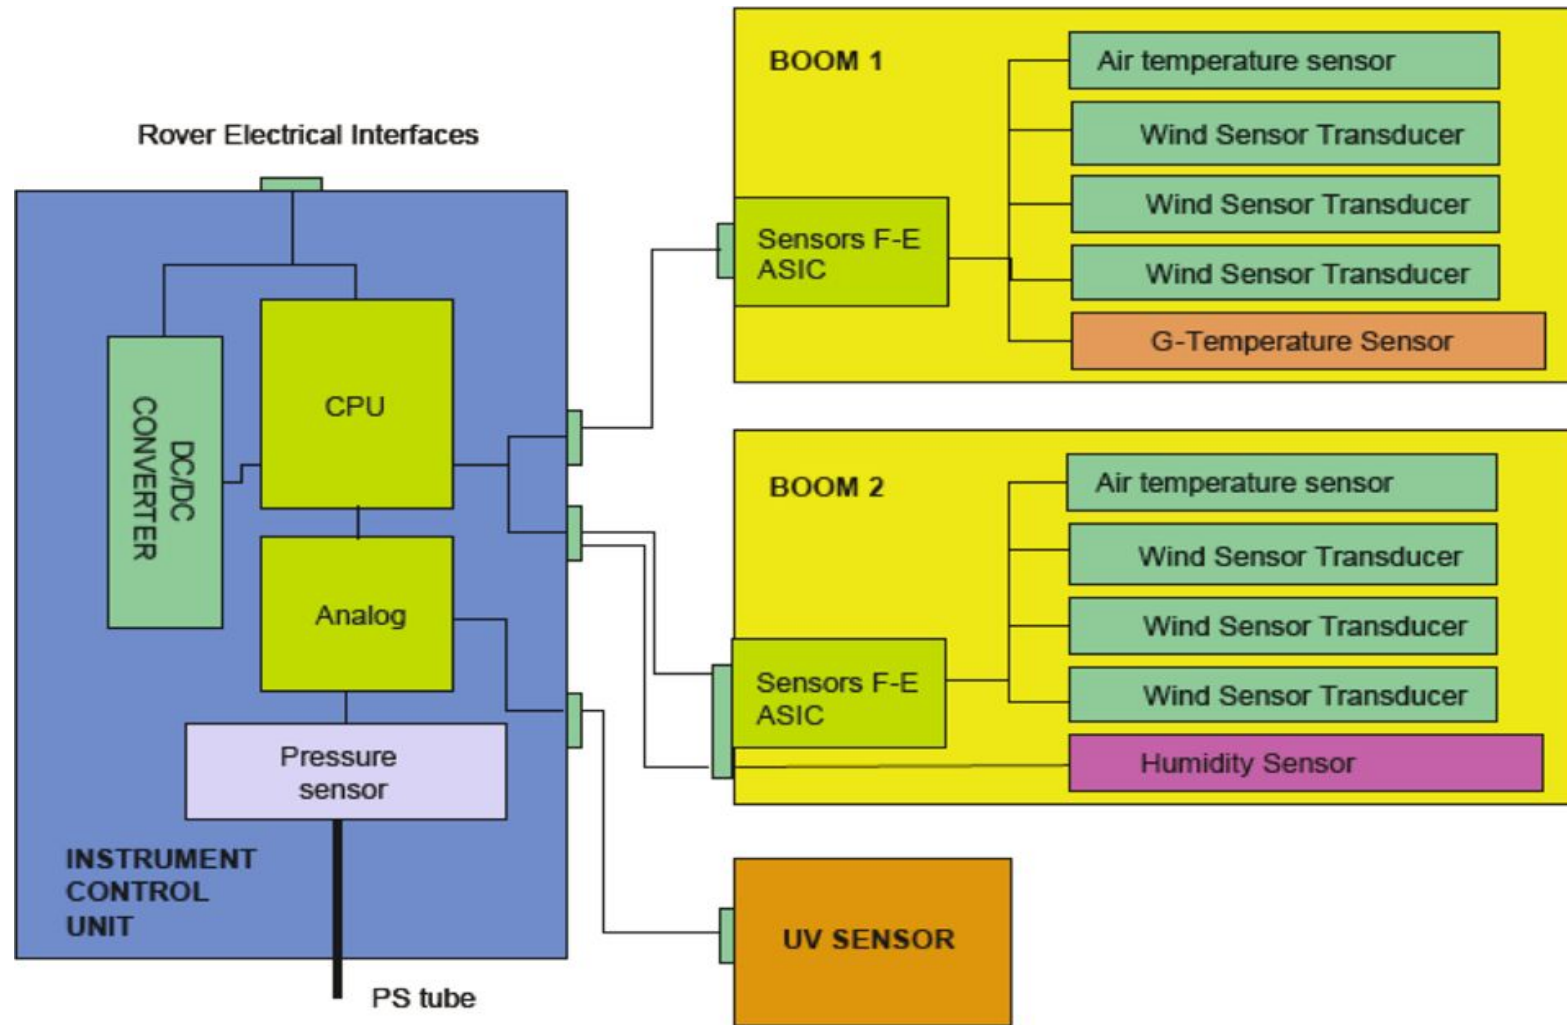 Rover Electrical Interfaces
DC/DC
CONVERTER
CPU
Analog
Pressure
sensor
INSTRUMENT
CONTROL
UNIT
PS tube
BOOM 1
Sensors F-E
ASIC
Air temperature sensor
Wind Sensor Transducer
Wind Sensor Transducer
Wind Sensor Transducer
G-Temperature Sensor
BOOM 2
Sensors F-E
ASIC
Air temperature sensor
Wind Sensor Transducer
Wind Sensor Transducer
Wind Sensor Transducer
Humidity Sensor
UV SENSOR